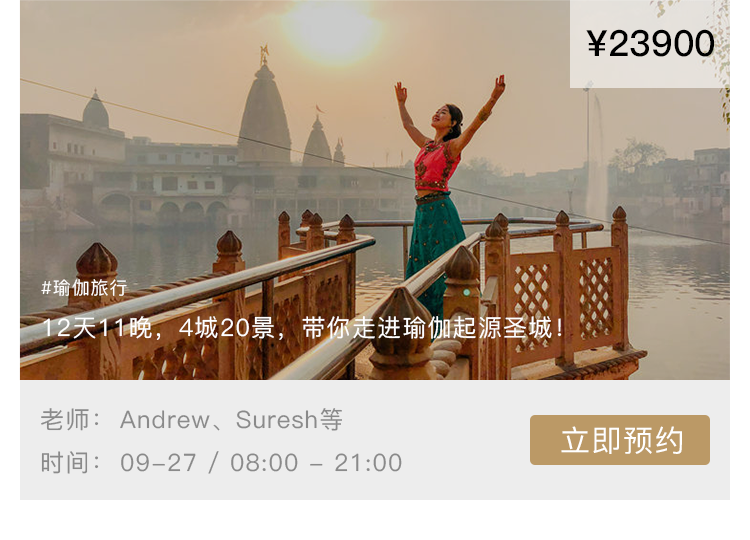 ¥23900
#瑜伽旅行
12天11晚，4城20景，带你走进瑜伽起源圣城！
老师： Andrew、Suresh等
时间： 09-27 / 08:00 - 21:00
立即预约